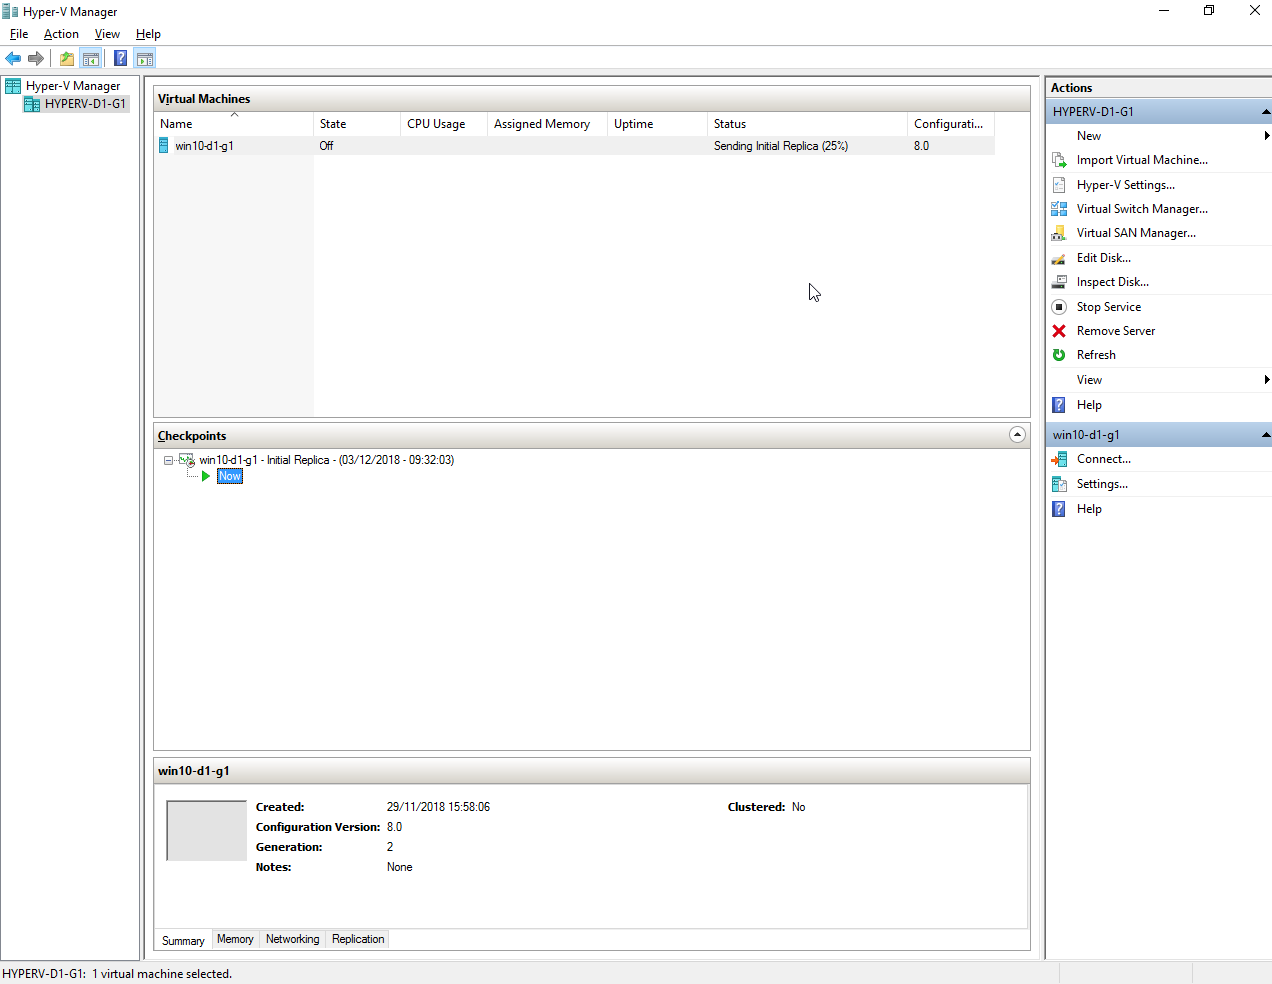 Hyper-V Manager
File Action View Help
Hyper-V Manager
HYPERV-D1-G1
Virtual Machines
Name State CPU Usage Assigned Memory Uptime Status Configurati...
win10-d1-g1 Off Sending Initial Replica (25%) 8.0
Checkpoints
win10-d1-g1 - Initial Replica - (03/12/2018 - 09:32:03)
Now
win10-d1-g1
Created: 29/11/2018 15:58:06 Clustered: No
Configuration Version: 8.0
Generation: 2
Notes: None
Summary Memory Networking Replication
Actions
HYPERV-D1-G1
New
Import Virtual Machine...
Hyper-V Settings...
Virtual Switch Manager...
Virtual SAN Manager...
Edit Disk...
Inspect Disk...
Stop Service
Remove Server
Refresh
View
Help
win10-d1-g1
Connect...
Settings...
Help
HYPERV-D1-G1: 1 virtual machine selected.